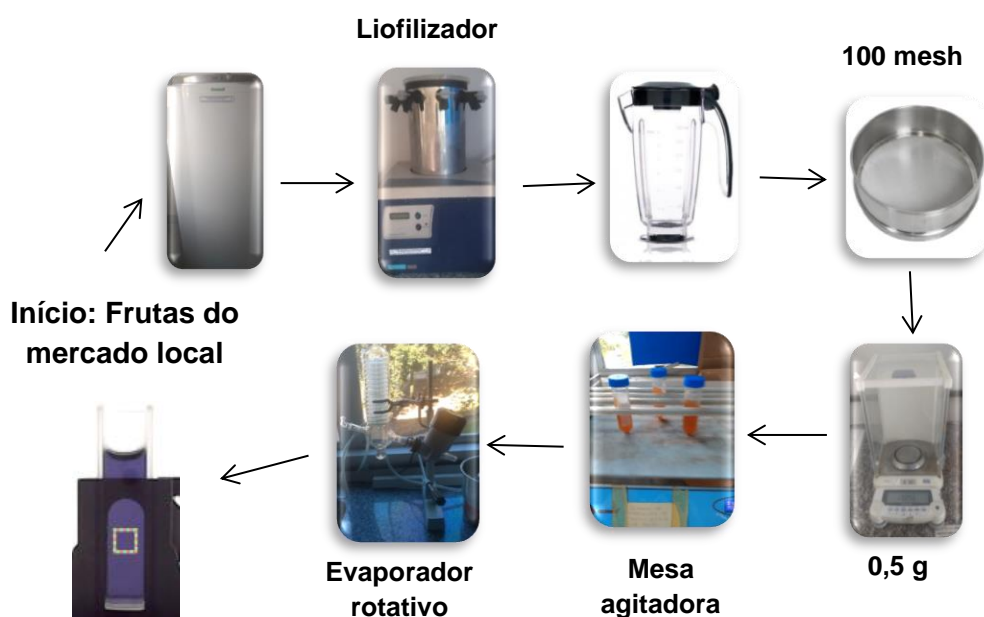 Liofilizador
100 mesh
Início: Frutas do
mercado local
Evaporador
rotativo
Mesa
agitadora
0,5 g